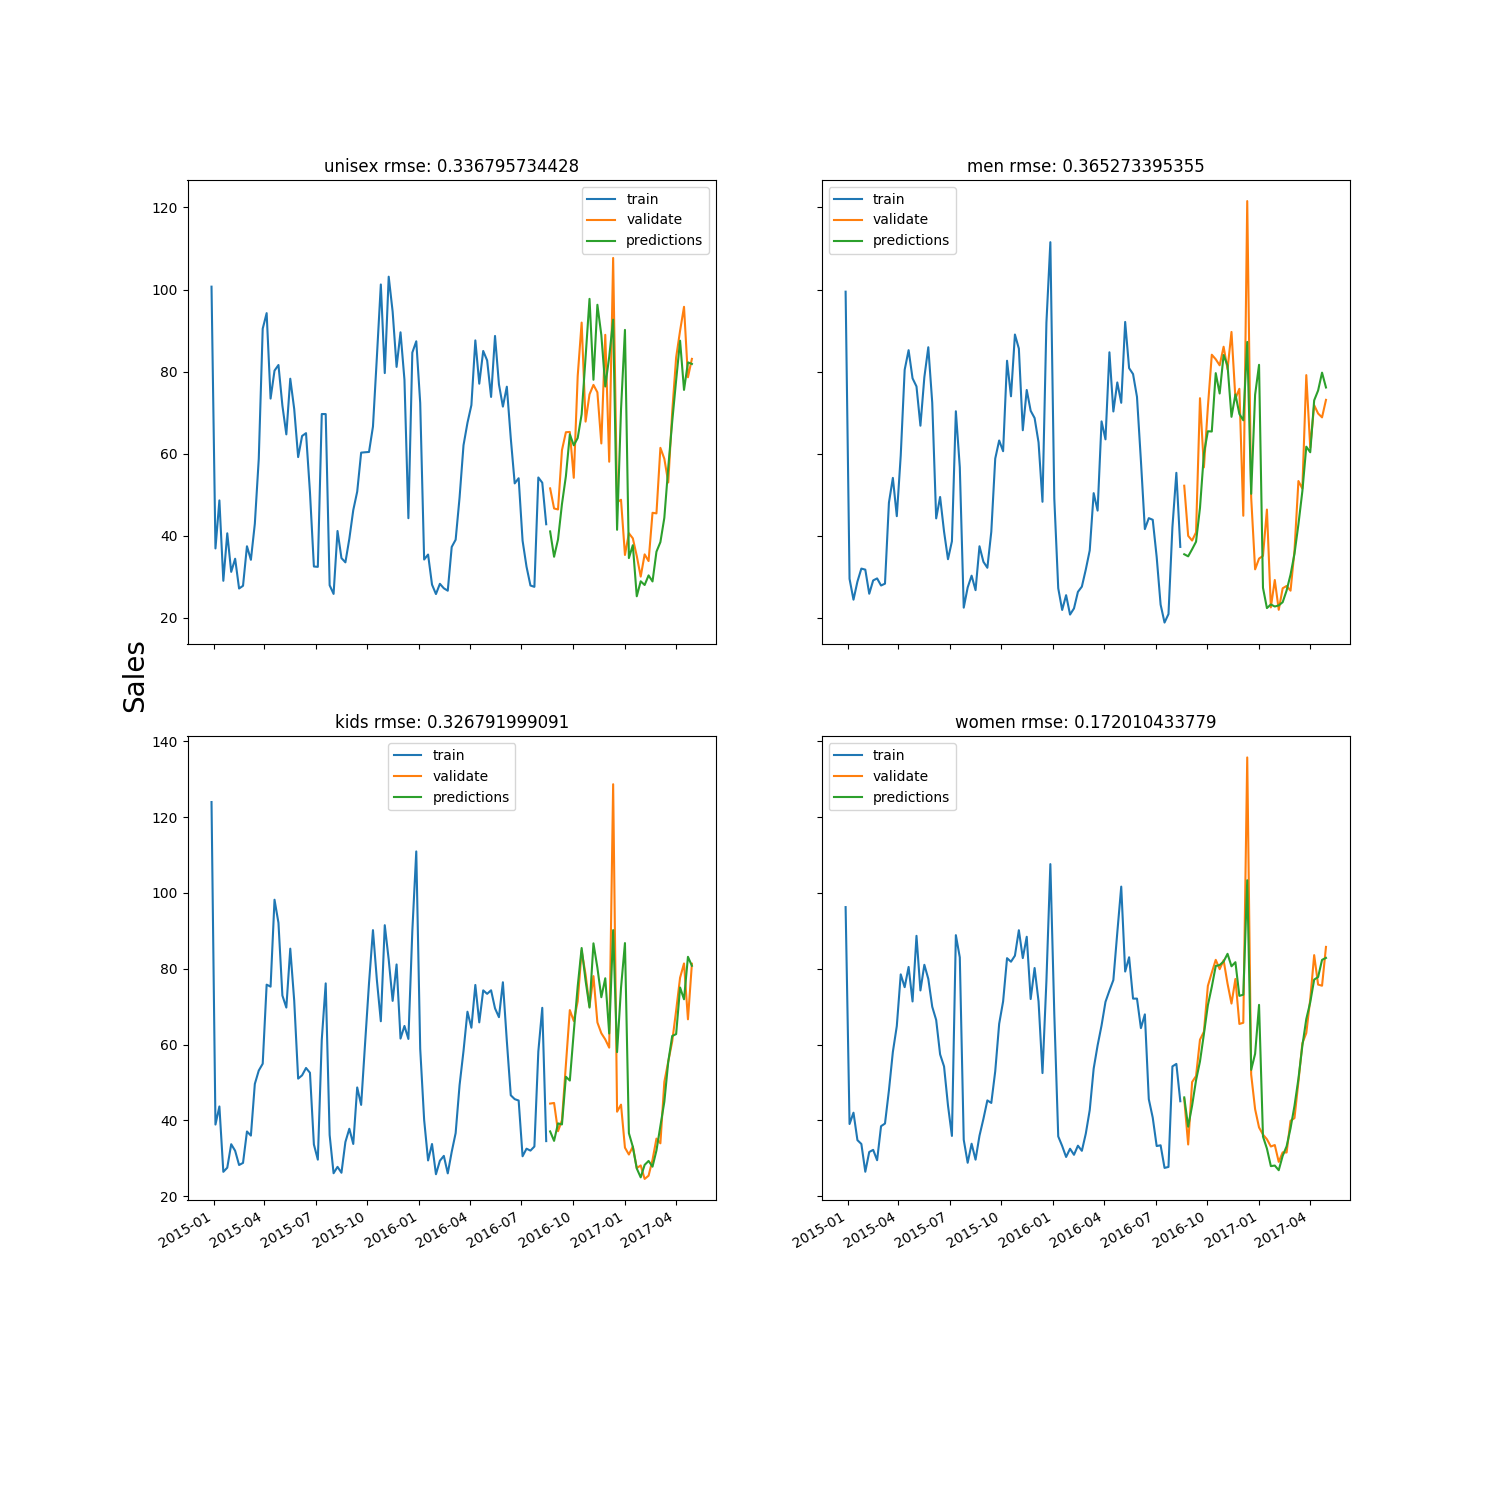 unisex rmse: 0.336795734428
train
validate
predictions
120
100
80
60
40
20
men rmse: 0.365273395355
train
validate
predictions
Sales
kids rmse: 0.326791999091
train
validate
predictions
140
120
100
80
60
40
20
2015-01
2015-04
2015-07
2015-10
2016-01
2016-04
2016-07
2016-10
2017-01
2017-04
women rmse: 0.172010433779
train
validate
predictions
2015-01
2015-04
2015-07
2015-10
2016-01
2016-04
2016-07
2016-10
2017-01
2017-04